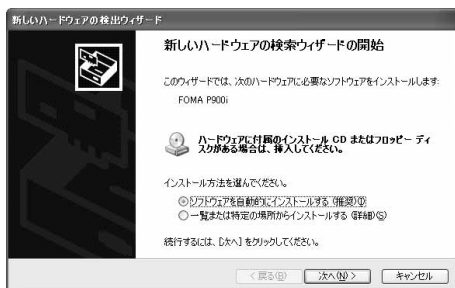 新しいハードウェアの検出ウィザード
新しいハードウェアの検索ウィザードの開始
このウィザードでは、次のハードウェアに必要なソフトウェアをインストールします:
FOMA P900i
ハードウェアに付属のインストール CD またはフロッピー ディ
スクがある場合は、挿入してください。
インストール方法を選んでください。
ソフトウェアを自動的にインストールする (推奨)(I)
一覧または特定の場所からインストールする (詳細)(S)
続行するには、[次へ] をクリックしてください。
< 戻る(B)
次へ(N) >
キャンセル